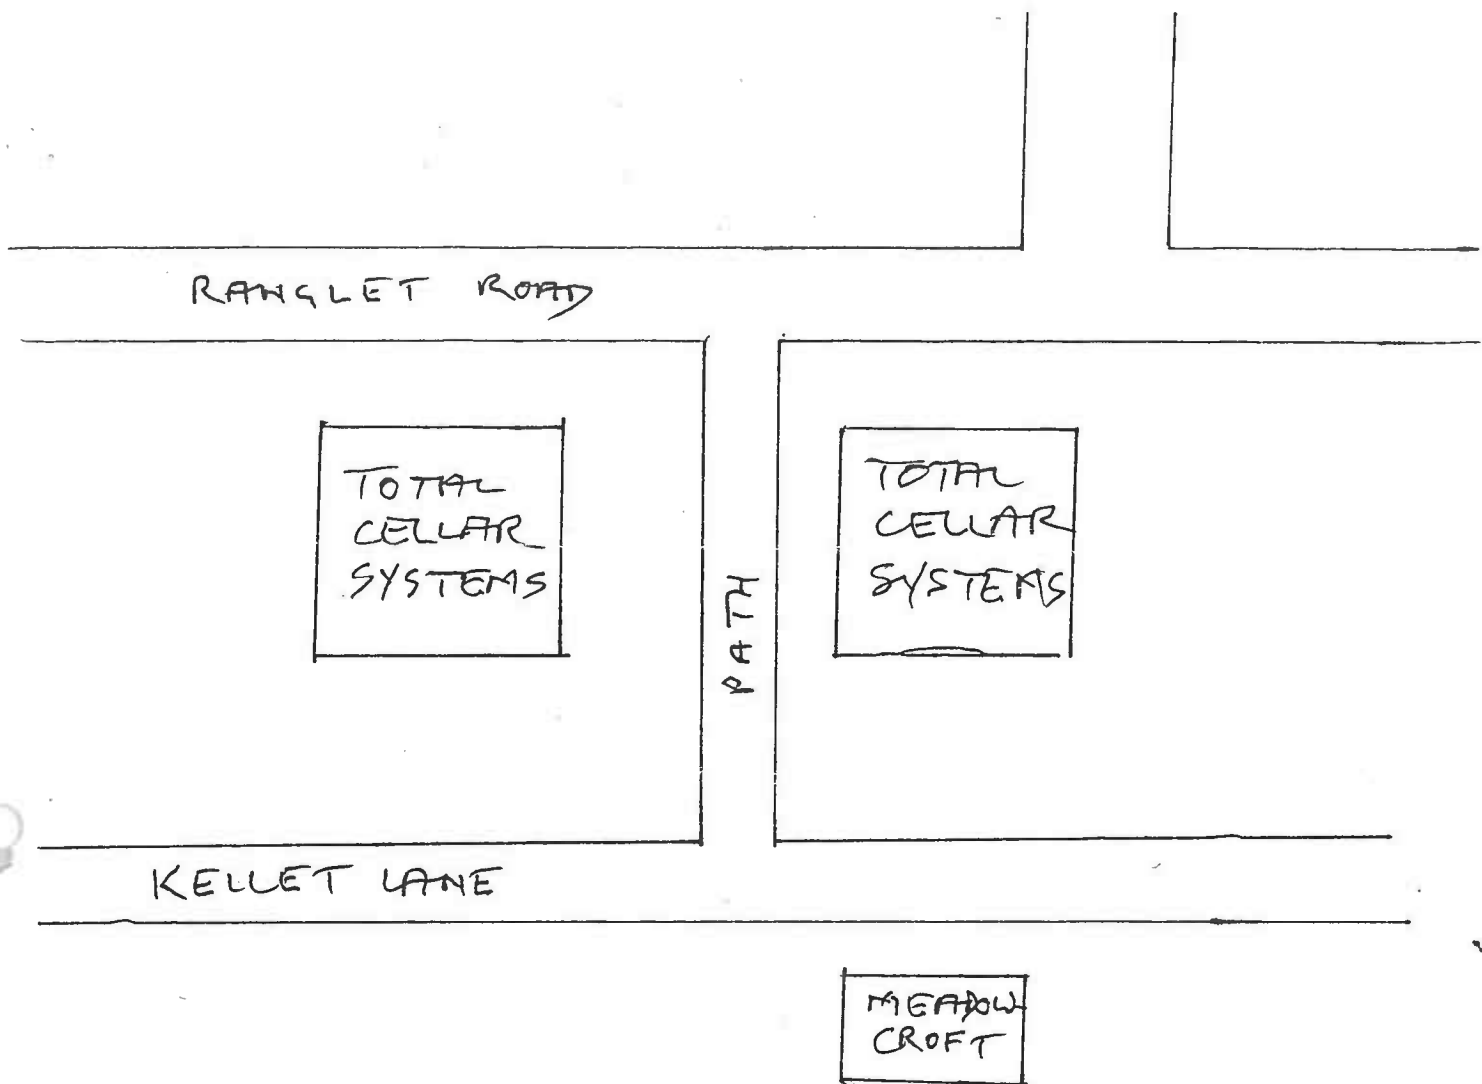 RANGLET ROAD
TOTAL
CELLAR
SYSTEMS
PATH
TOTAL
CELLAR
SYSTEMS
KELLET LANE
MEADOW
CROFT